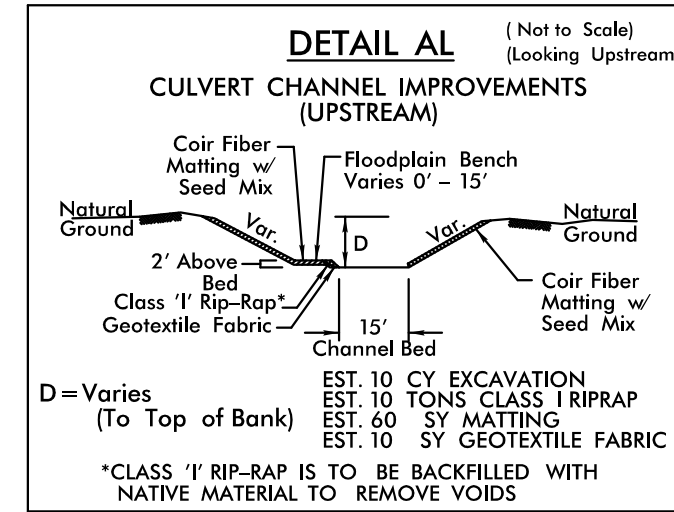 DETAIL AL
( Not to Scale)
(Looking Upstream
CULVERT CHANNEL IMPROVEMENTS
(UPSTREAM)
Coir Fiber
Matting w/
Seed Mix
Floodplain Bench
Varies 0' – 15'
Natural
Ground
Var.
D
Var.
Natural
Ground
2' Above
Bed
Class 'I' Rip–Rap*
Geotextile Fabric
15'
Channel Bed
Coir Fiber
Matting w/
Seed Mix
D = Varies
(To Top of Bank)
EST. 10 CY EXCAVATION
EST. 10 TONS CLASS I RIPRAP
EST. 60 SY MATTING
EST. 10 SY GEOTEXTILE FABRIC
*CLASS 'I' RIP–RAP IS TO BE BACKFILLED WITH
NATIVE MATERIAL TO REMOVE VOIDS